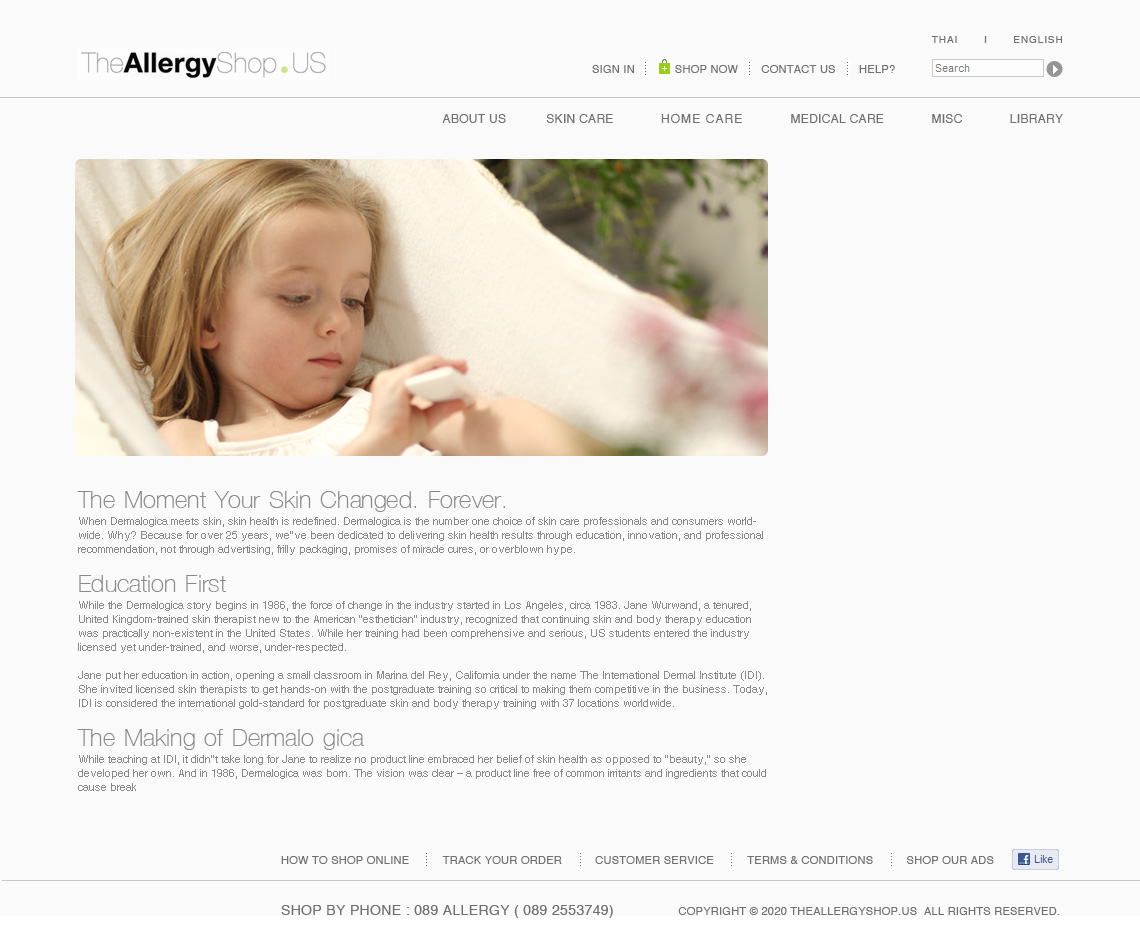 THAI I ENGLISH
TheAllergyShop.US
SIGN IN SHOP NOW CONTACT US HELP? Search
ABOUT US SKIN CARE HOME CARE MEDICAL CARE MISC LIBRARY
The Moment Your Skin Changed. Forever.
When Dermalogica meets skin, skin health is redefined. Dermalogica is the number one choice of skin care professionals and consumers world-
wide. Why? Because for over 25 years, we"ve been dedicated to delivering skin health results through education, innovation, and professional
recommendation, not through advertising, frilly packaging, promises of miracle cures, or overblown hype.
Education First
While the Dermalogica story begins in 1986, the force of change in the industry started in Los Angeles, circa 1983. Jane Wurwand, a tenured,
United Kingdom-trained skin therapist new to the American "esthetician" industry, recognized that continuing skin and body therapy education
was practically non-existent in the United States. While her training had been comprehensive and serious, US students entered the industry
licensed yet under-trained, and worse, under-respected.
Jane put her education in action, opening a small classroom in Marina del Rey, California under the name The International Dermal Institute (IDI).
She invited licensed skin therapists to get hands-on with the postgraduate training so critical to making them competitive in the business. Today,
IDI is considered the international gold-standard for postgraduate skin and body therapy training with 37 locations worldwide.
The Making of Dermalo gica
While teaching at IDI, it didn"t take long for Jane to realize no product line embraced her belief of skin health as opposed to "beauty," so she
developed her own. And in 1986, Dermalogica was born. The vision was clear – a product line free of common irritants and ingredients that could
cause break
HOW TO SHOP ONLINE TRACK YOUR ORDER CUSTOMER SERVICE TERMS & CONDITIONS SHOP OUR ADS Like
SHOP BY PHONE : 089 ALLERGY ( 089 2553749) COPYRIGHT © 2020 THEALLERGYSHOP.US ALL RIGHTS RESERVED.